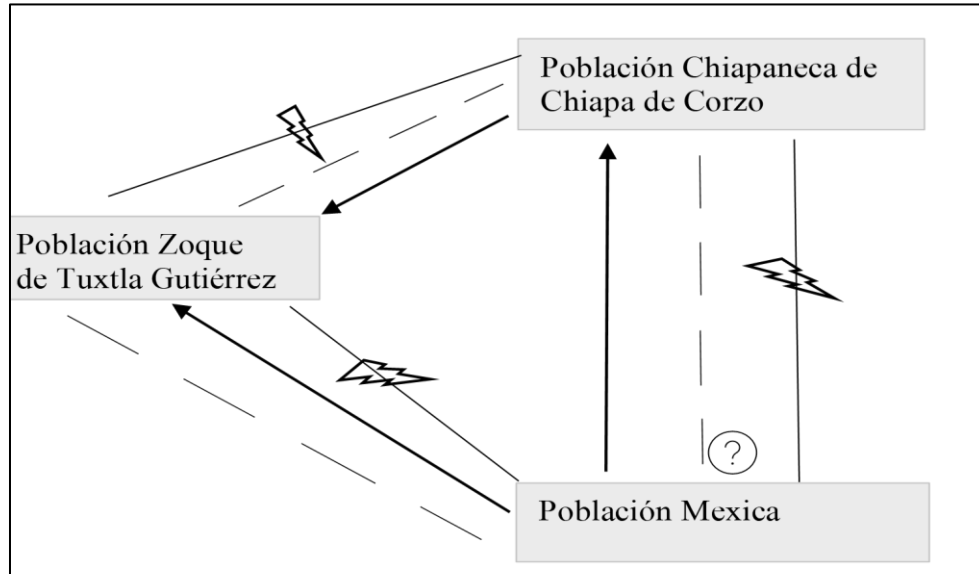 Población Chiapaneca de
Chiapa de Corzo
Población Zoque
de Tuxtla Gutiérrez
?
Población Mexica